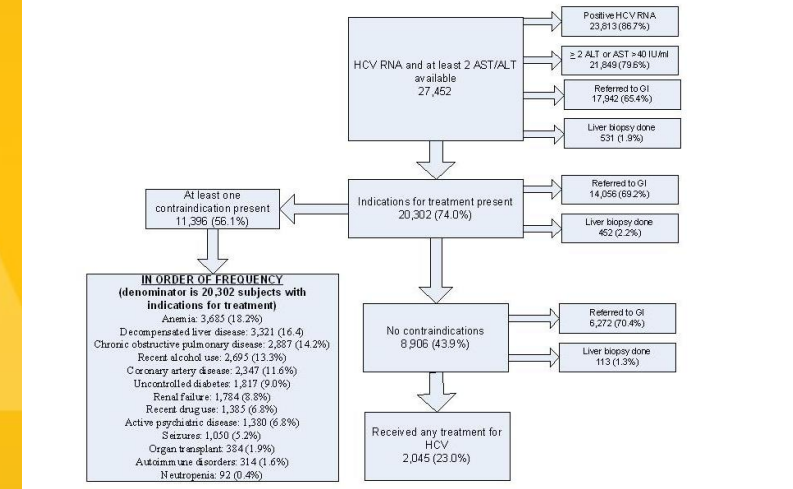 Positive HCV RNA
23,813 (86.7%)
HCV RNA and at least 2 AST/ALT
available
27,452
≥ 2 ALT or AST >40 IU/ml
21,849 (79.6%)
Referred to GI
17,942 (65.4%)
Liver biopsy done
531 (1.9%)
At least one
contraindication present
11,396 (56.1%)
Indications for treatment present
20,302 (74.0%)
Referred to GI
14,056 (69.2%)
Liver biopsy done
452 (2.2%)
IN ORDER OF FREQUENCY
(denominator is 20,302 subjects with
indications for treatment)
Anemia: 3,685 (18.2%)
Decompensated liver disease: 3,321 (16.4)
Chronic obstructive pulmonary disease: 2,887 (14.2%)
Recent alcohol use: 2,695 (13.3%)
Coronary artery disease: 2,347 (11.6%)
Uncontrolled diabetes: 1,817 (9.0%)
Renal failure: 1,784 (8.8%)
Recent drug use: 1,385 (6.8%)
Active psychiatric disease: 1,380 (6.8%)
Seizures: 1,050 (5.2%)
Organ transplant: 384 (1.9%)
Autoimmune disorders: 314 (1.6%)
Neutropenia: 92 (0.4%)
No contraindications
8,906 (43.9%)
Referred to GI
6,272 (70.4%)
Liver biopsy done
113 (1.3%)
Received any treatment for
HCV
2,045 (23.0%)